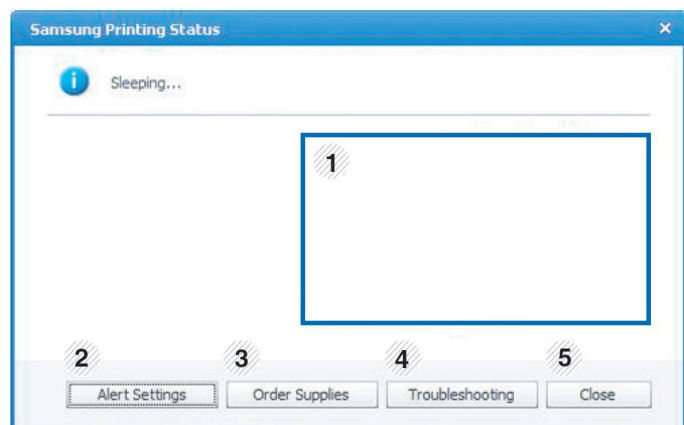 Samsung Printing Status
Sleeping...
1
2 3 4 5
Alert Settings Order Supplies Troubleshooting Close